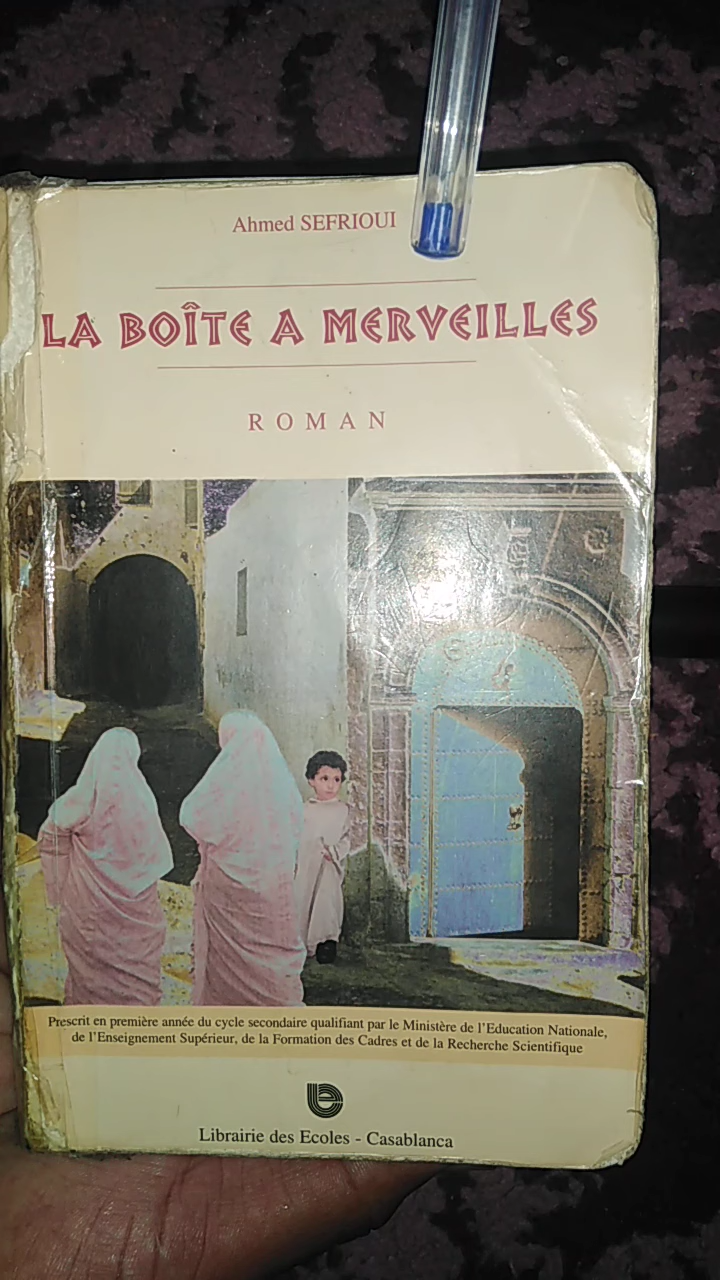 Ahmed SEFRIOUI
LA BOÎTE A MERVEILLES
ROMAN
Prescrit en première année du cycle secondaire qualifiant par le Ministère de l'Education Nationale,
de l'Enseignement Supérieur, de la Formation des Cadres et de la Recherche Scientifique
Librairie des Ecoles - Casablanca